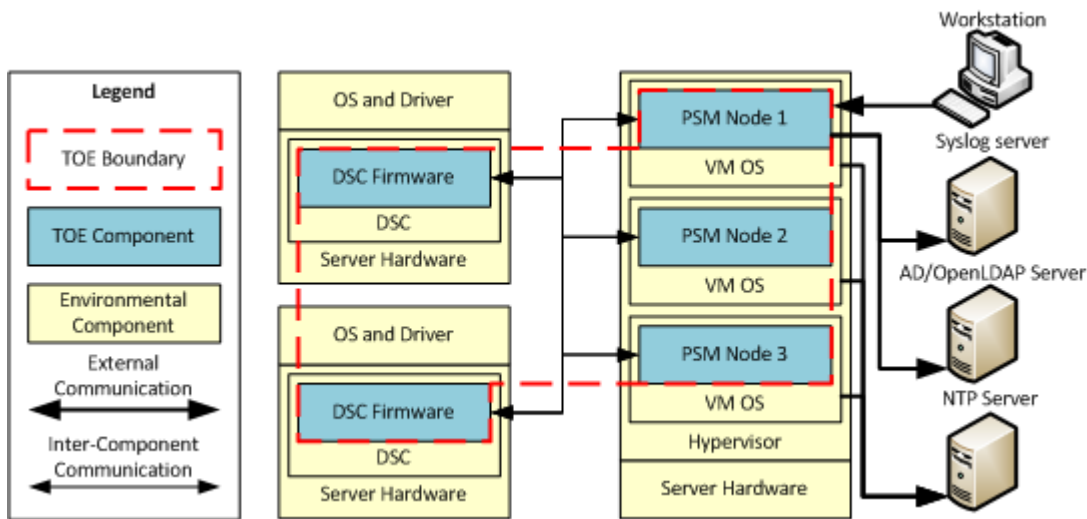 Legend
TOE Boundary
TOE Component
Environmental
Component
External
Communication
Inter-Component
Communication
OS and Driver
DSC Firmware
DSC
Server Hardware
OS and Driver
DSC Firmware
DSC
Server Hardware
PSM Node 1
VM OS
PSM Node 2
VM OS
PSM Node 3
VM OS
Hypervisor
Server Hardware
Workstation
Syslog server
AD/OpenLDAP Server
NTP Server